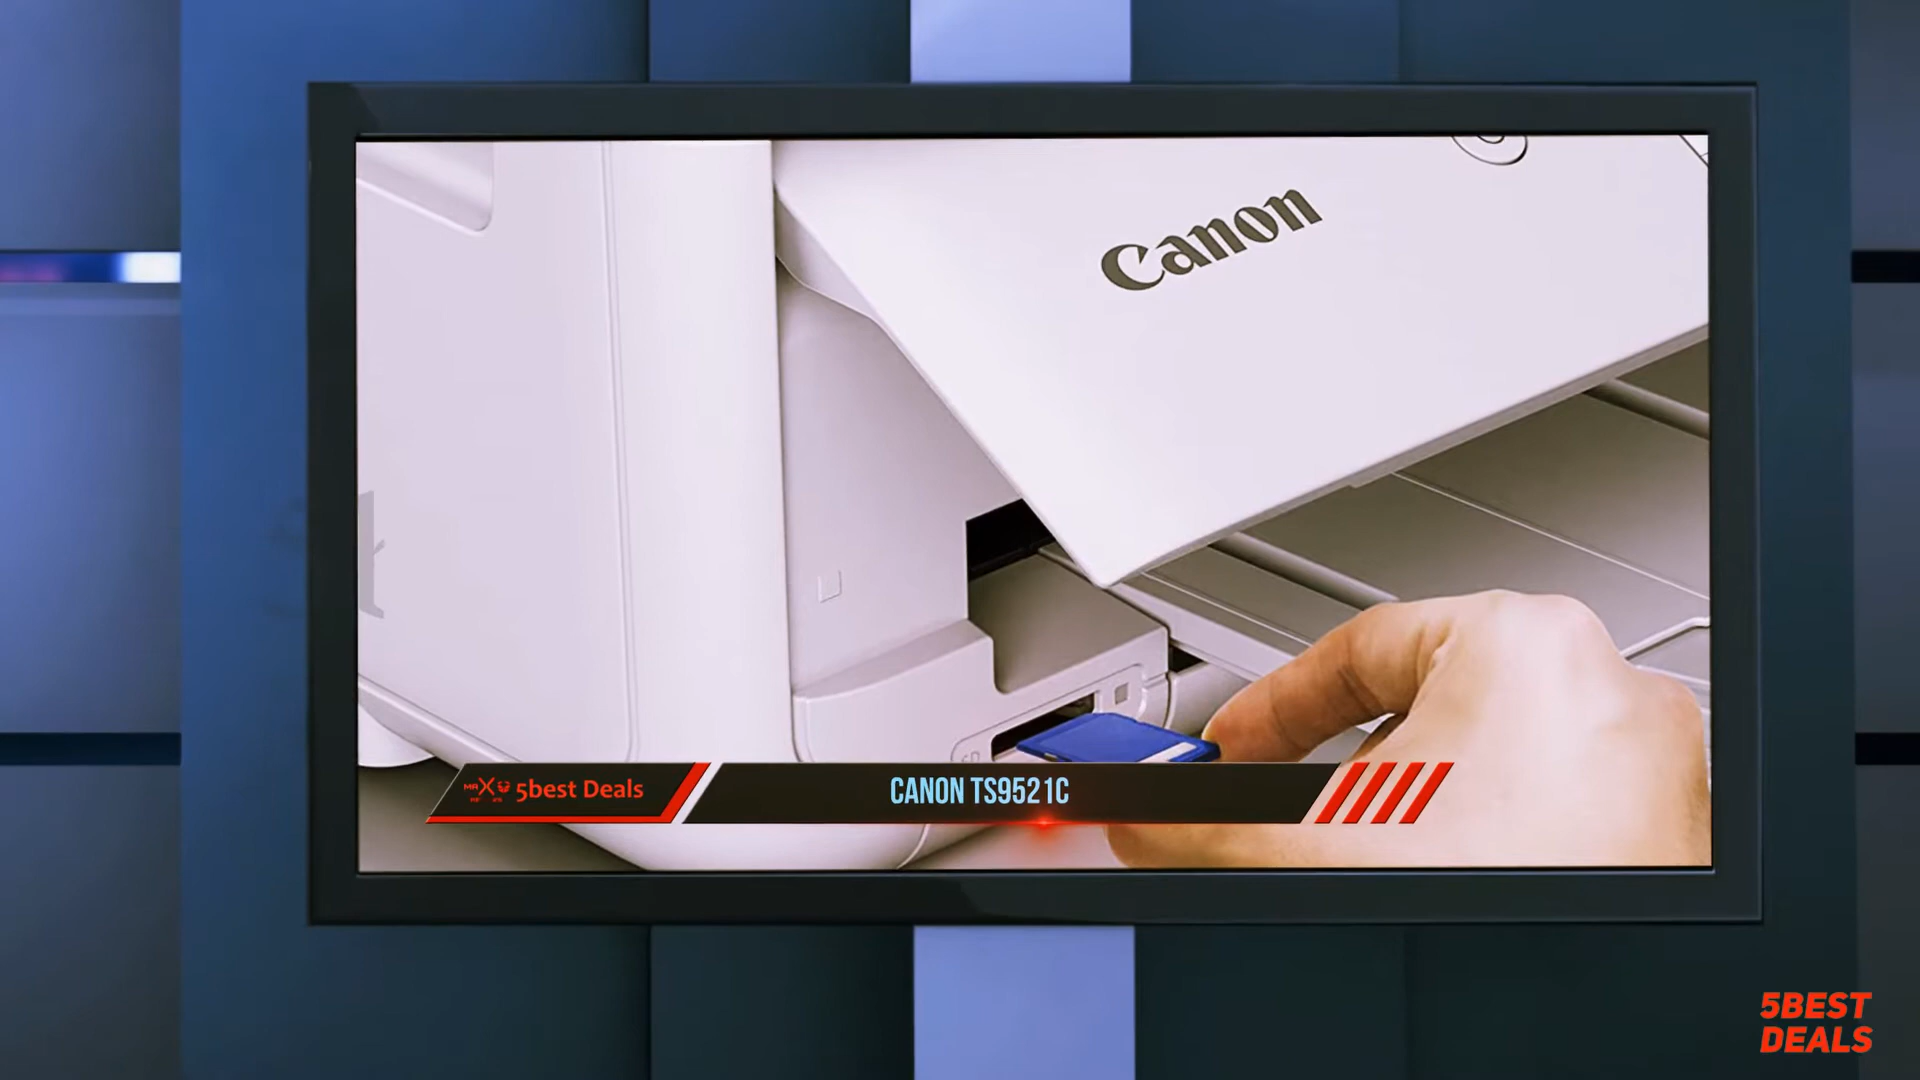 Canon
5best Deals
CANON TS9521C
5BEST
DEALS